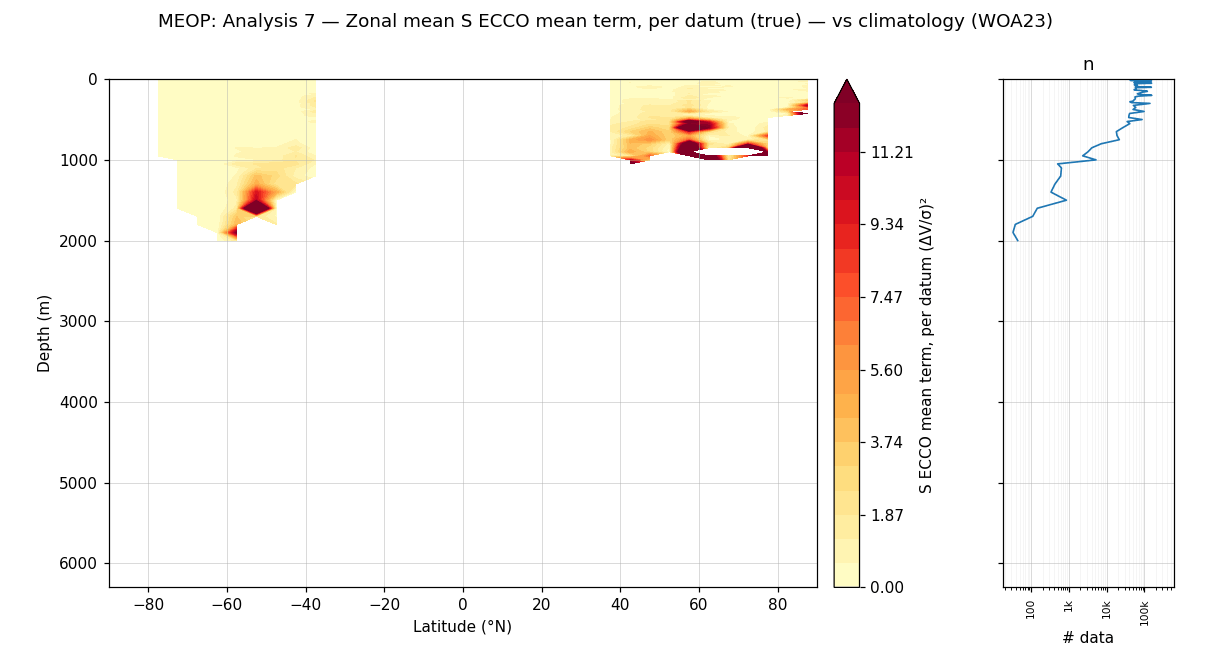 MEOP: Analysis 7 — Zonal mean S ECCO mean term, per datum (true) — vs climatology (WOA23)
n
0
1000
2000
3000
4000
5000
6000
Depth (m)
−80
−60
−40
−20
0
20
40
60
80
Latitude (°N)
11.21
9.34
7.47
5.60
3.74
1.87
0.00
S ECCO mean term, per datum (ΔV/σ)²
100
1k
10k
100k
# data